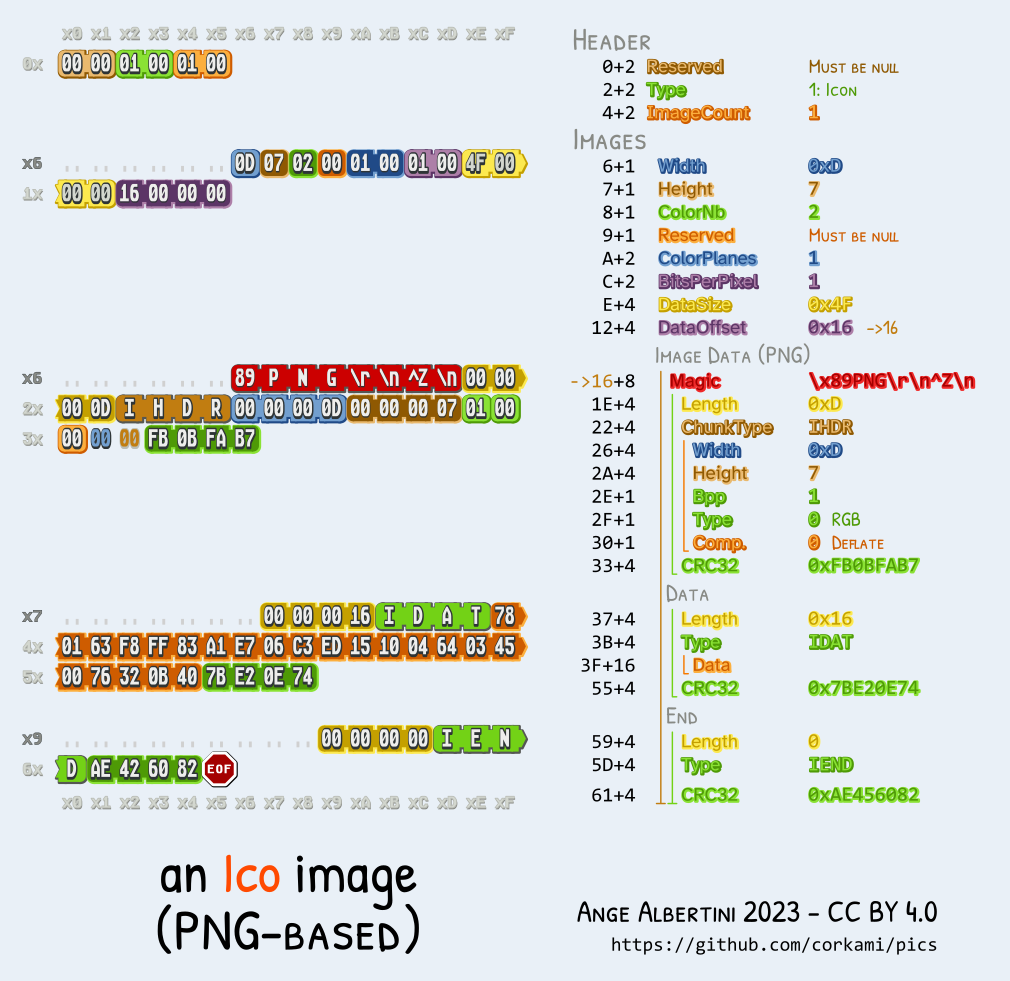 x0 x1 x2 x3 x4 x5 x6 x7 x8 x9 xA xB xC xD xE xF
0x 00 00 01 00 01 00
x6 .. .. .. .. .. .. 0D 07 02 00 01 00 01 00 4F 00
1x 00 00 16 00 00 00
x6 .. .. .. .. .. .. 89 P N G \r \n ^Z \n 00 00
2x 00 0D I H D R 00 00 00 0D 00 00 00 07 01 00
3x 00 00 00 FB 0B FA B7
x7 .. .. .. .. .. .. .. 00 00 00 16 I D A T 78
4x 01 63 F8 FF 83 A1 E7 06 C3 ED 15 10 04 64 03 45
5x 00 76 32 0B 40 7B E2 0E 74
x9 .. .. .. .. .. .. .. .. .. 00 00 00 00 I E N
6x D AE 42 60 82 EOF
x0 x1 x2 x3 x4 x5 x6 x7 x8 x9 xA xB xC xD xE xF
Header
0+2 Reserved Must be null
2+2 Type 1: Icon
4+2 ImageCount 1
Images
6+1 Width 0xD
7+1 Height 7
8+1 ColorNb 2
9+1 Reserved Must be null
A+2 ColorPlanes 1
C+2 BitsPerPixel 1
E+4 DataSize 0x4F
12+4 DataOffset 0x16 ->16
Image Data (PNG)
->16+8 Magic \x89PNG\r\n^Z\n
1E+4 Length 0xD
22+4 ChunkType IHDR
26+4 Width 0xD
2A+4 Height 7
2E+1 Bpp 1
2F+1 Type 0 RGB
30+1 Comp. 0 Deflate
33+4 CRC32 0xFB0BFAB7
Data
37+4 Length 0x16
3B+4 Type IDAT
3F+16 Data
55+4 CRC32 0x7BE20E74
End
59+4 Length 0
5D+4 Type IEND
61+4 CRC32 0xAE456082
an Ico image
(PNG-based)
Ange Albertini 2023 - CC BY 4.0
https://github.com/corkami/pics